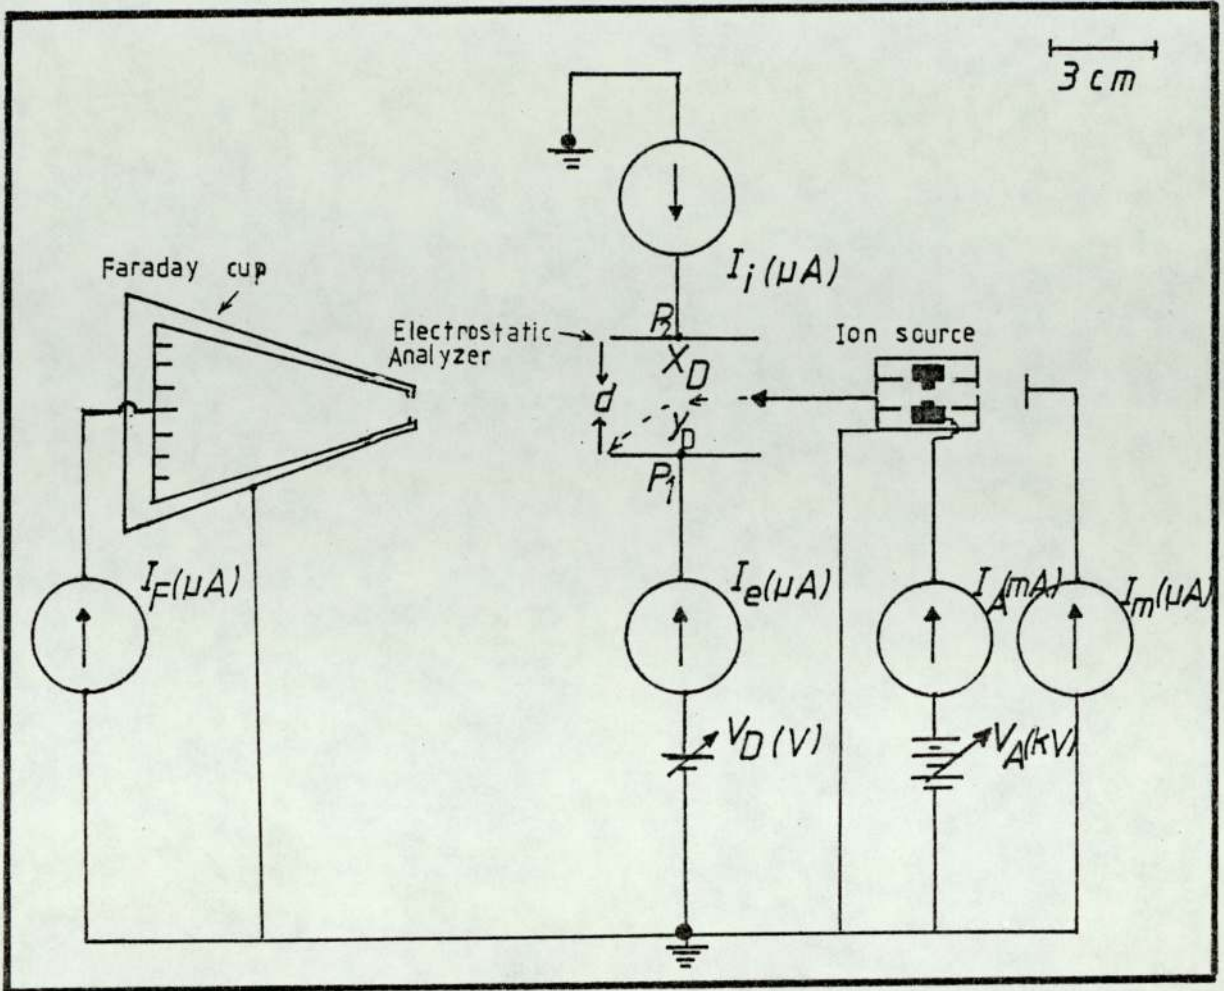 3 cm
I_i (μA)
Faraday cup
Electrostatic
Analyzer
P_2
X_D
Ion source
d
y_D
P_1
I_F (μA)
I_e (μA)
I_A (mA)
I_m (μA)
V_D (V)
V_A (kV)